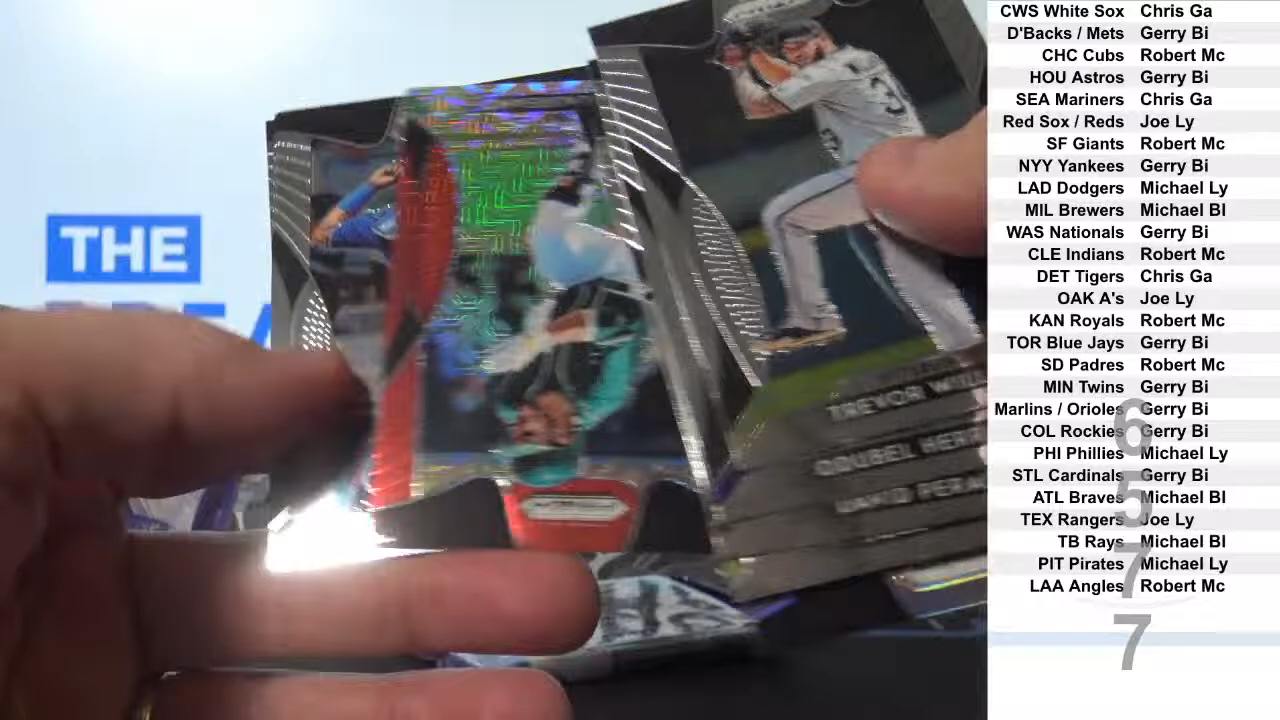 THE
TREVOR
ODUBEL
DAVID
CWS White Sox Chris Ga
D'Backs / Mets Gerry Bi
CHC Cubs Robert Mc
HOU Astros Gerry Bi
SEA Mariners Chris Ga
Red Sox / Reds Joe Ly
SF Giants Robert Mc
NYY Yankees Gerry Bi
LAD Dodgers Michael Ly
MIL Brewers Michael Bl
WAS Nationals Gerry Bi
CLE Indians Robert Mc
DET Tigers Chris Ga
OAK A's Joe Ly
KAN Royals Robert Mc
TOR Blue Jays Gerry Bi
SD Padres Robert Mc
MIN Twins Gerry Bi
Marlins / Orioles Gerry Bi
COL Rockies Gerry Bi
PHI Phillies Michael Ly
STL Cardinals Gerry Bi
ATL Braves Michael Bl
TEX Rangers Joe Ly
TB Rays Michael Bl
PIT Pirates Michael Ly
LAA Angles Robert Mc
6
5
7
7